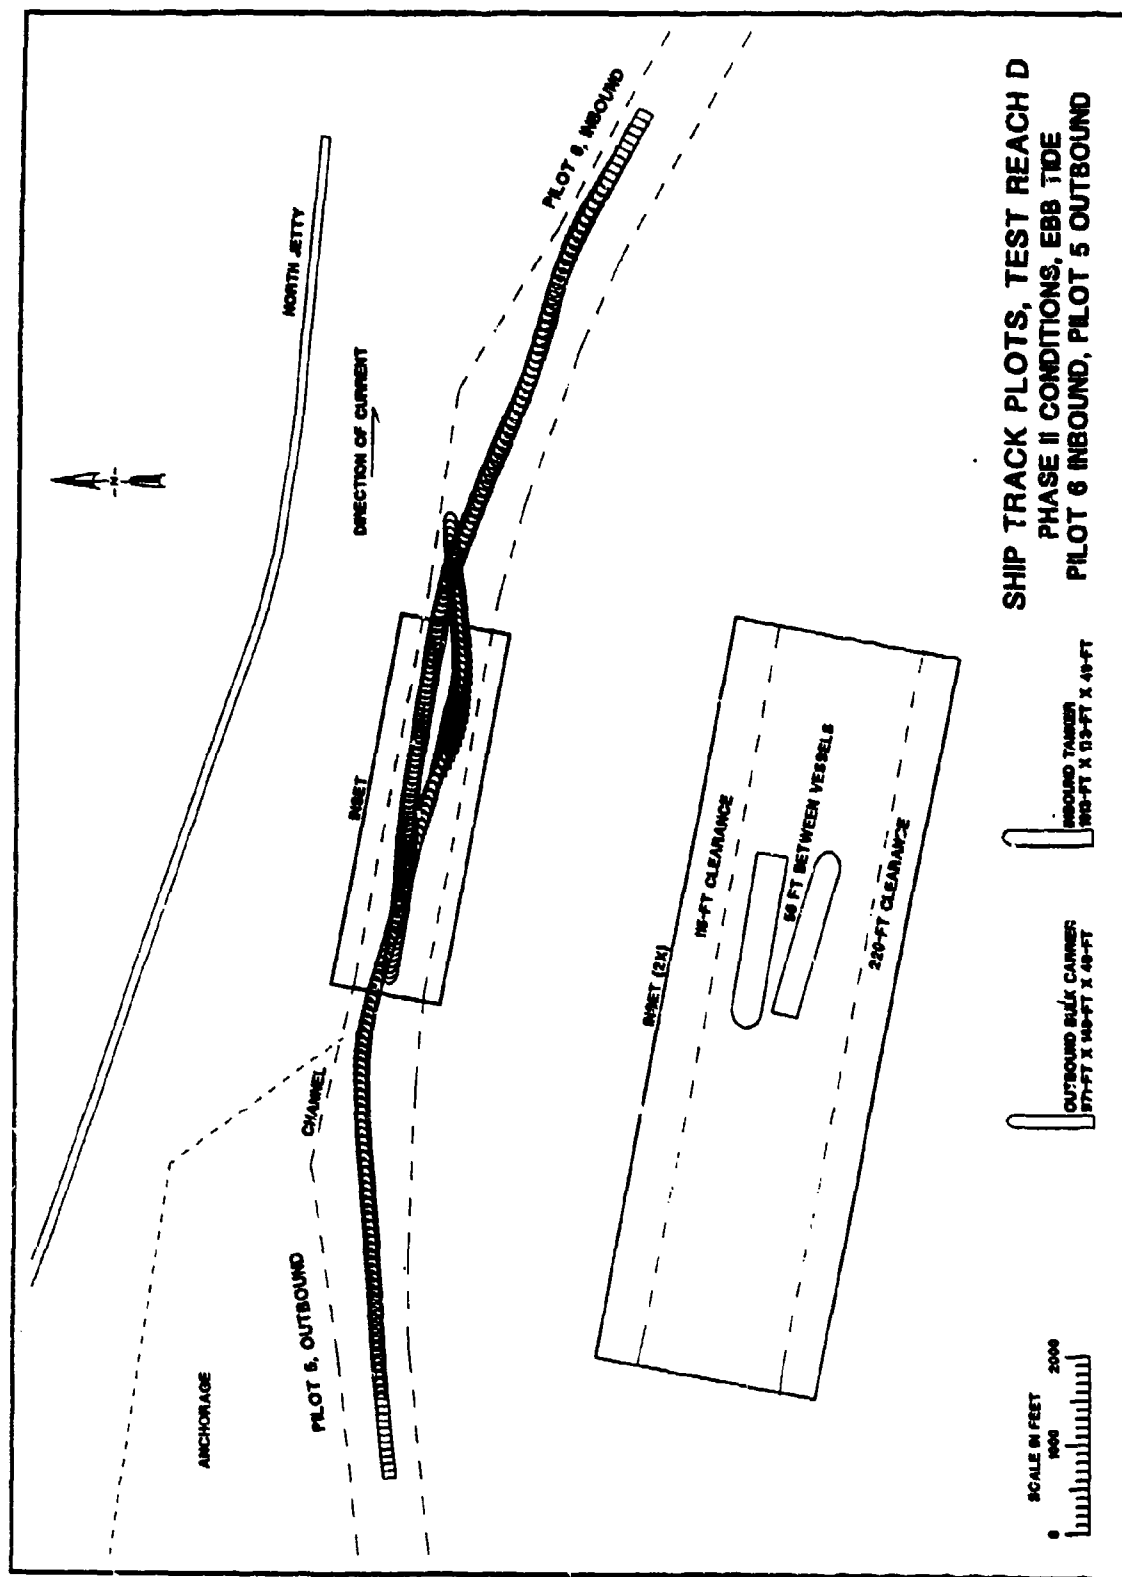 NORTH JETTY
-N-
DIRECTION OF CURRENT
PILOT 6, INBOUND
INSET
CHANNEL
PILOT 5, OUTBOUND
ANCHORAGE
INSET (2X)
115-FT CLEARANCE
50 FT BETWEEN VESSELS
220-FT CLEARANCE
SCALE IN FEET
0 1000 2000
OUTBOUND BULK CARRIER
INBOUND TANKER
SHIP TRACK PLOTS, TEST REACH D
PHASE II CONDITIONS, EBB TIDE
PILOT 6 INBOUND, PILOT 5 OUTBOUND